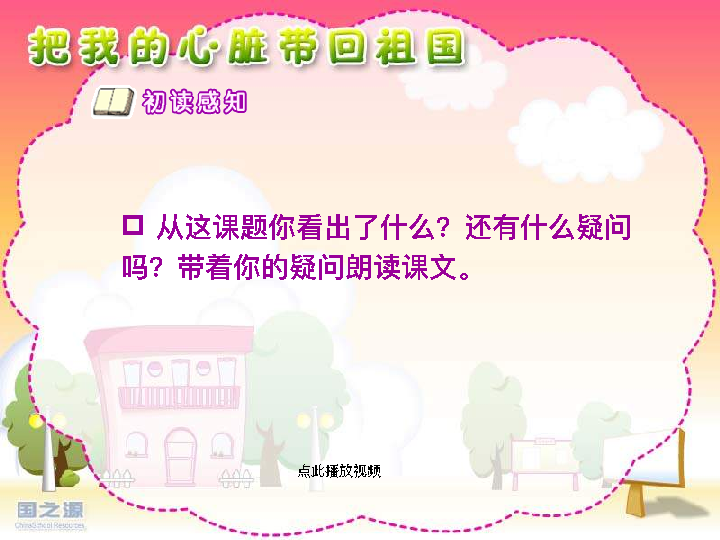 把我的心脏带回祖国
初读感知
从这课题你看出了什么？还有什么疑问
吗？带着你的疑问朗读课文。
点此播放视频
国之源
ChinaSchool Resources